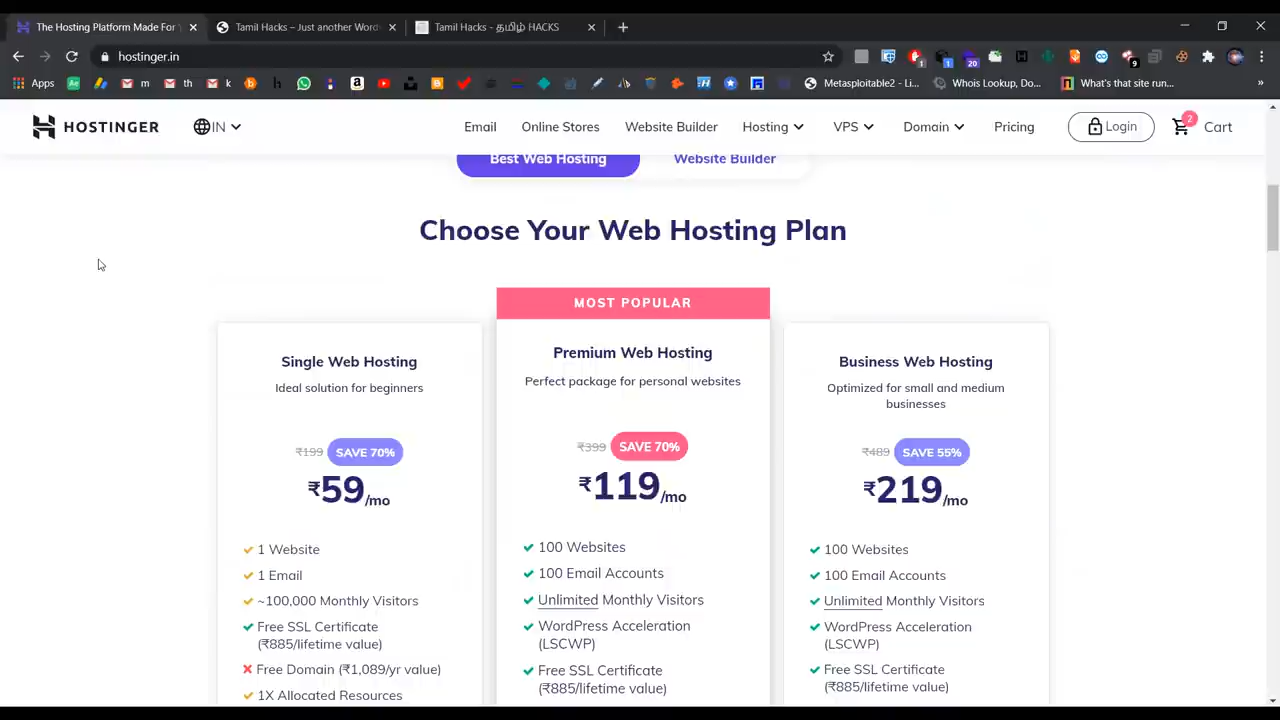 The Hosting Platform Made For
Tamil Hacks – Just another Word
Tamil Hacks - தமிழ் HACKS
hostinger.in
1
1
20
9
Apps
m
m
th
k
Metasploitable2 - Li...
Whois Lookup, Do...
What's that site run...
HOSTINGER
IN
Email
Online Stores
Website Builder
Hosting
VPS
Domain
Pricing
Login
2
Cart
Best Web Hosting
Website Builder
Choose Your Web Hosting Plan
MOST POPULAR
Single Web Hosting
Ideal solution for beginners
₹199 SAVE 70%
₹59/mo
1 Website
1 Email
~100,000 Monthly Visitors
Free SSL Certificate
(₹885/lifetime value)
Free Domain (₹1,089/yr value)
1X Allocated Resources
Premium Web Hosting
Perfect package for personal websites
₹399 SAVE 70%
₹119/mo
100 Websites
100 Email Accounts
Unlimited Monthly Visitors
WordPress Acceleration
(LSCWP)
Free SSL Certificate
(₹885/lifetime value)
Business Web Hosting
Optimized for small and medium
businesses
₹489 SAVE 55%
₹219/mo
100 Websites
100 Email Accounts
Unlimited Monthly Visitors
WordPress Acceleration
(LSCWP)
Free SSL Certificate
(₹885/lifetime value)